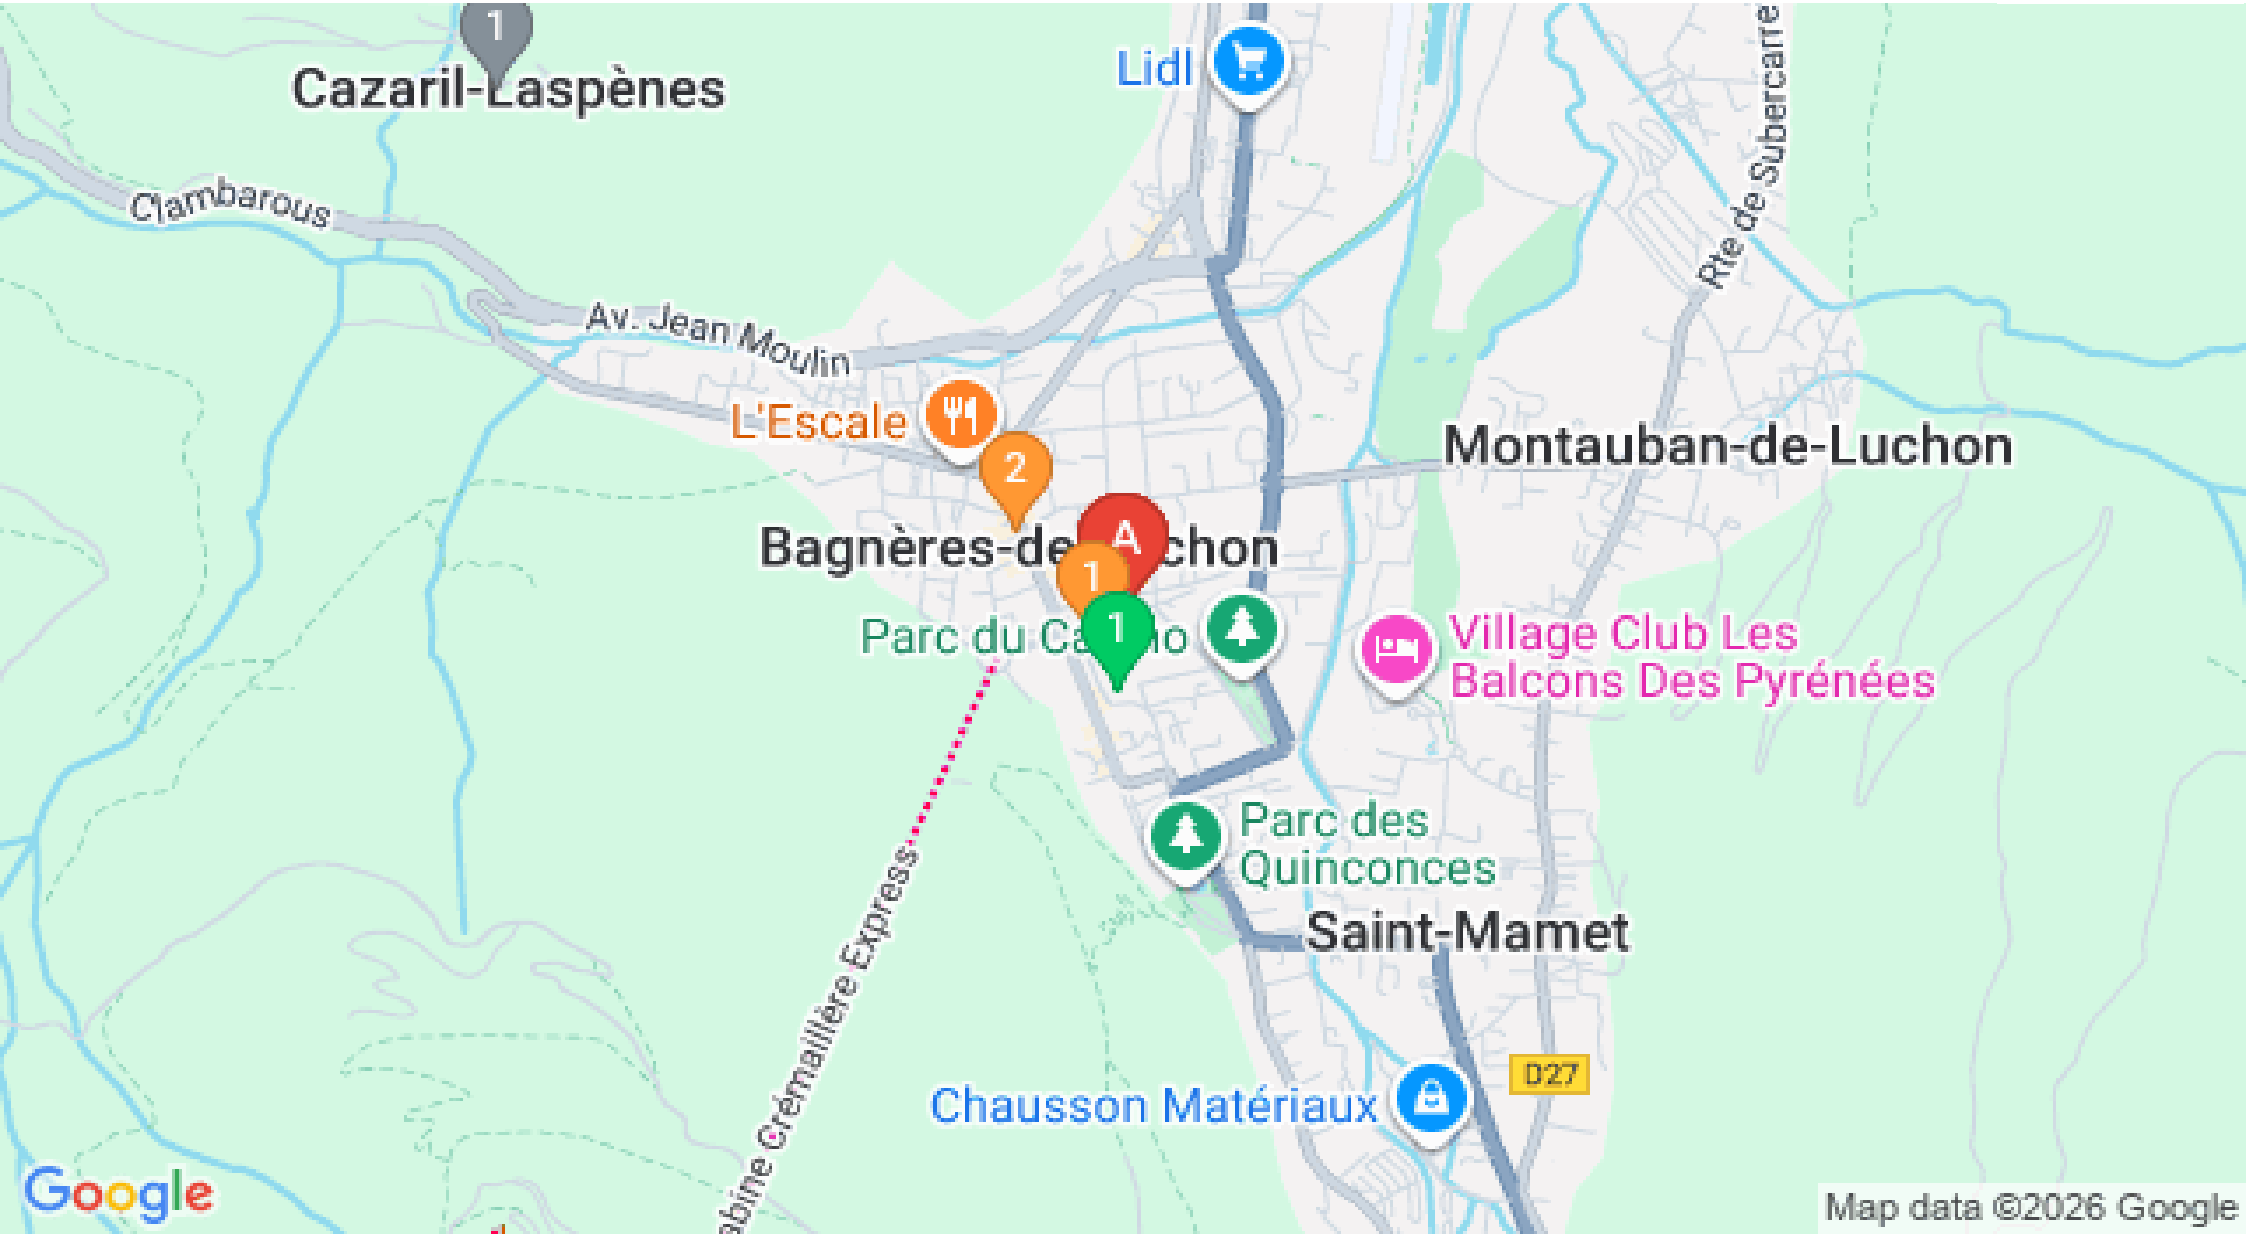 1
Cazaril-Laspènes
Lidl
Rte de Subercarrère
Clambarous
Av. Jean Moulin
L'Escale
2
Montauban-de-Luchon
A
Bagnères-de chon
1
Parc du Ca no
1
Village Club Les
Balcons Des Pyrénées
Parc des
Quinconces
Saint-Mamet
abine Crémaillère Express
D27
Chausson Matériaux
Google
Map data ©2026 Google